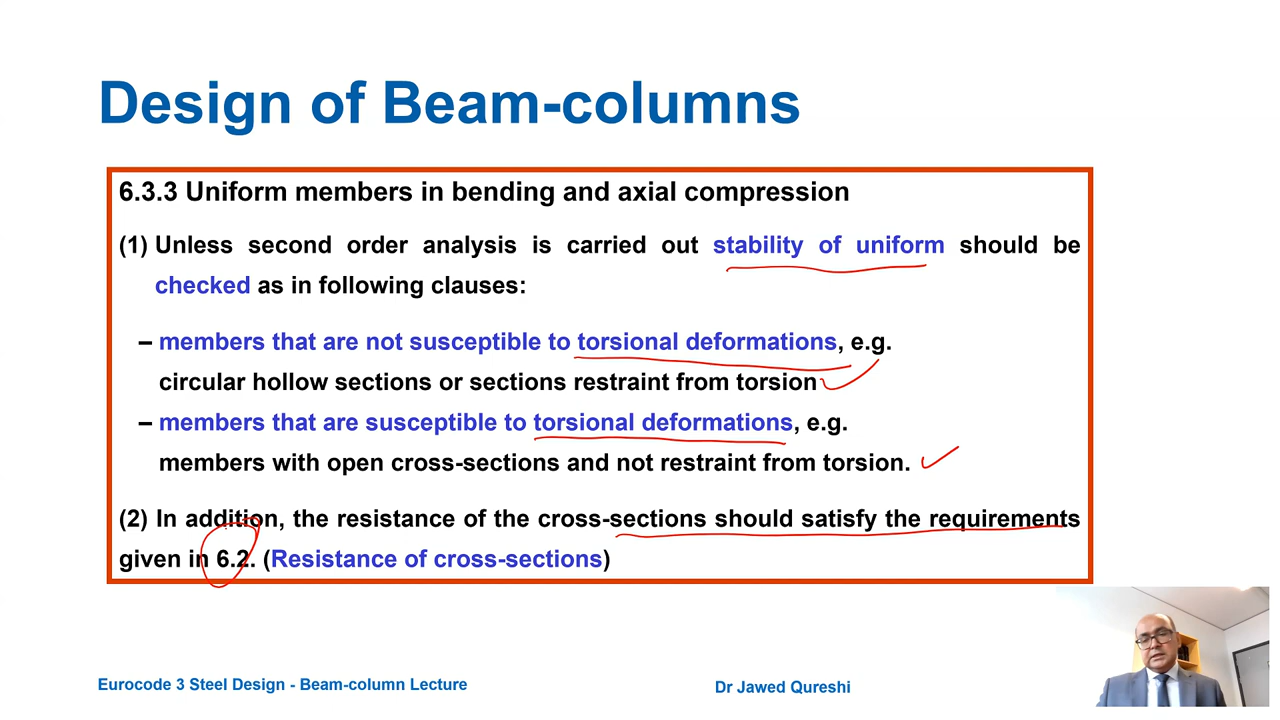 Design of Beam-columns
6.3.3 Uniform members in bending and axial compression
(1) Unless second order analysis is carried out stability of uniform should be
checked as in following clauses:
– members that are not susceptible to torsional deformations, e.g.
circular hollow sections or sections restraint from torsion
– members that are susceptible to torsional deformations, e.g.
members with open cross-sections and not restraint from torsion.
(2) In addition, the resistance of the cross-sections should satisfy the requirements
given in 6.2. (Resistance of cross-sections)
Eurocode 3 Steel Design - Beam-column Lecture
Dr Jawed Qureshi